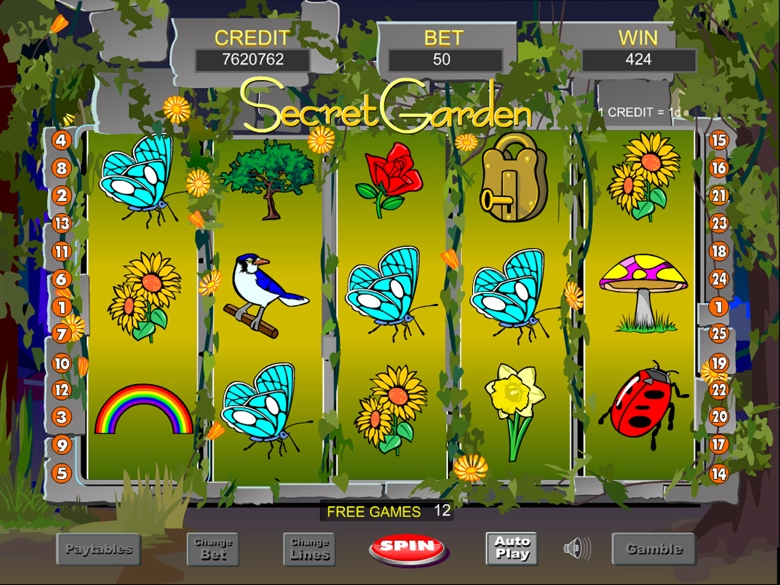 CREDIT
7620762
BET
50
WIN
424
Secret Garden
1 CREDIT = 1c
4
8
2
13
11
6
1
7
10
12
3
9
5
15
16
21
23
18
24
1
25
19
22
20
17
14
FREE GAMES 12
Paytables
Change
Bet
Change
Lines
SPIN
Auto
Play
Gamble